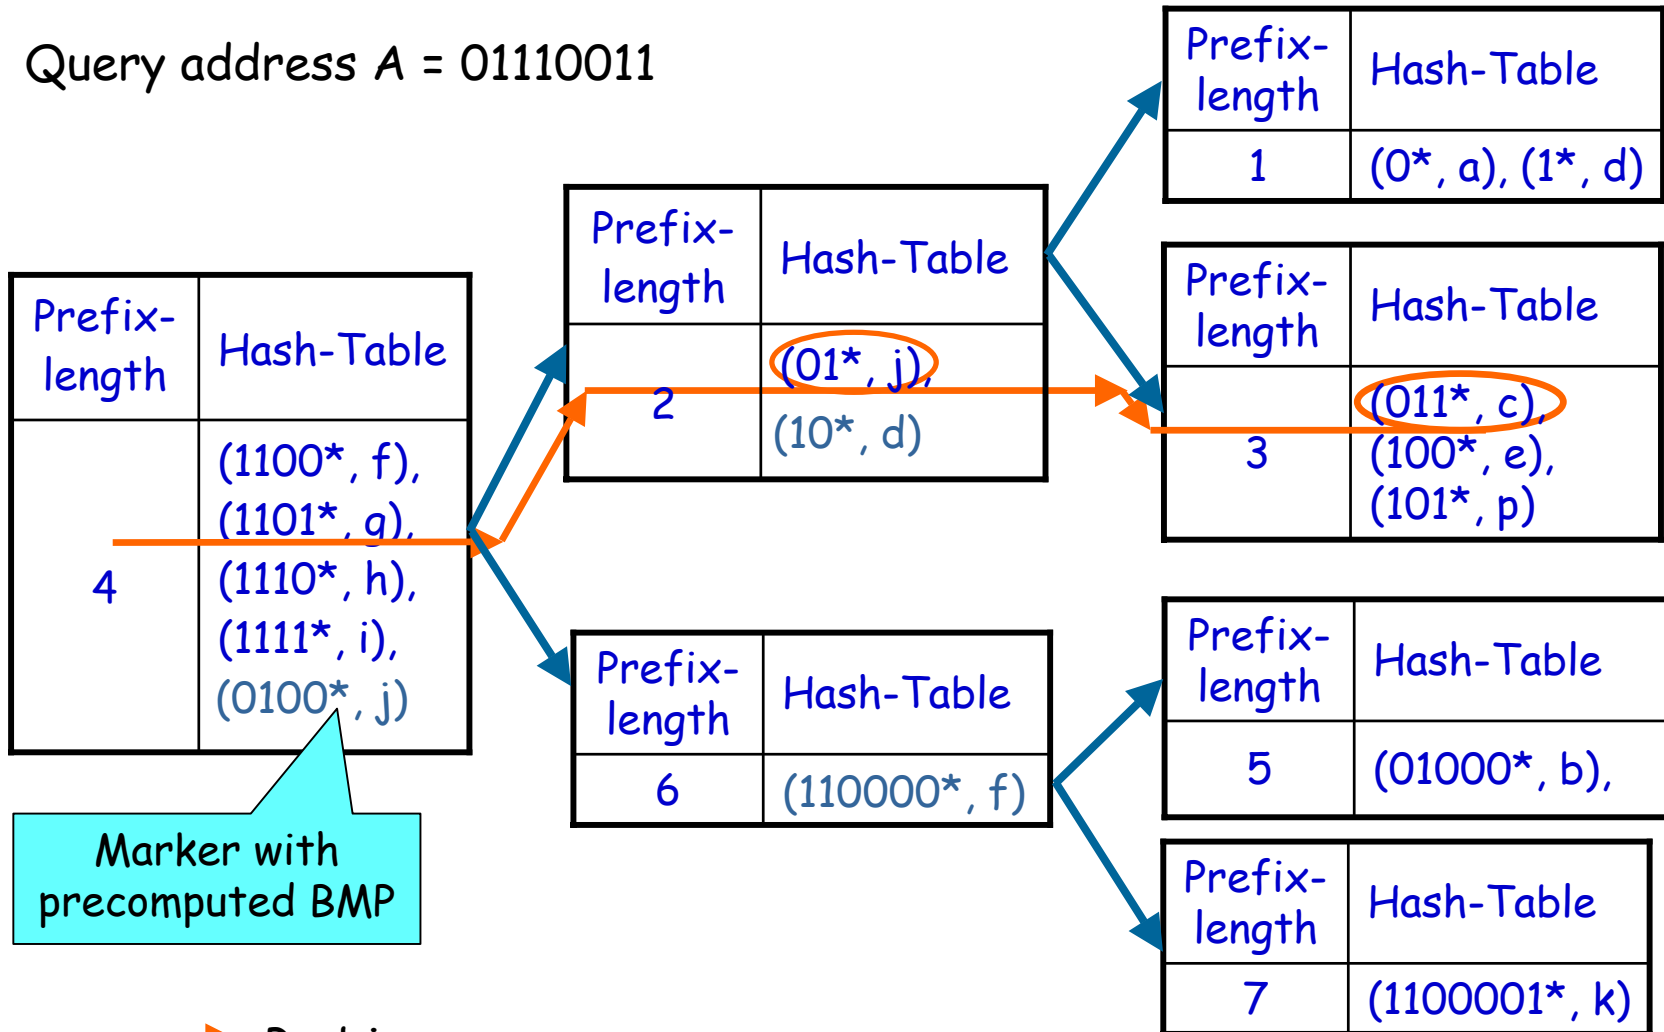 Query address A = 01110011
Prefix-
length
Hash-Table
4
(1100*, f),
(1101*, g),
(1110*, h),
(1111*, i),
(0100*, j)
Marker with
precomputed BMP
Prefix-
length
Hash-Table
2
(01*, j),
(10*, d)
Prefix-
length
Hash-Table
6
(110000*, f)
Prefix-
length
Hash-Table
1
(0*, a), (1*, d)
Prefix-
length
Hash-Table
3
(011*, c),
(100*, e),
(101*, p)
Prefix-
length
Hash-Table
5
(01000*, b),
Prefix-
length
Hash-Table
7
(1100001*, k)